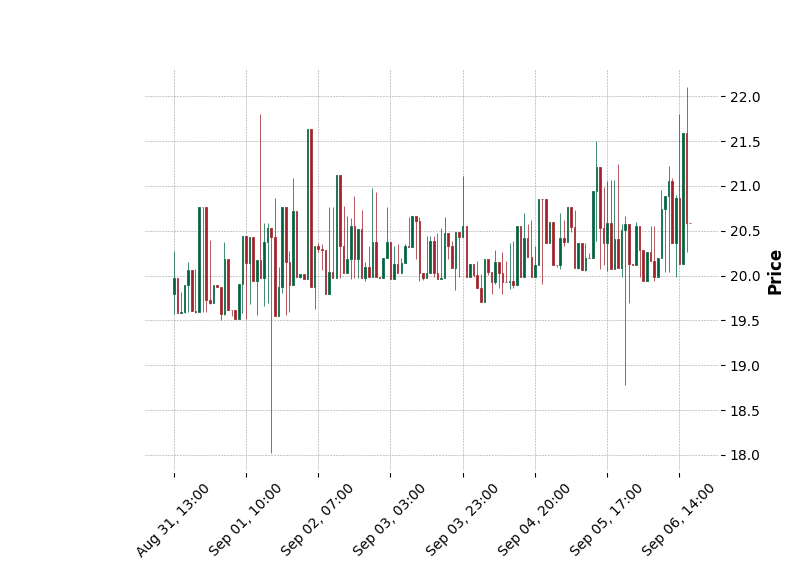 22.0
21.5
21.0
20.5
20.0
19.5
19.0
18.5
18.0
Price
Aug 31, 13:00
Sep 01, 10:00
Sep 02, 07:00
Sep 03, 03:00
Sep 03, 23:00
Sep 04, 20:00
Sep 05, 17:00
Sep 06, 14:00